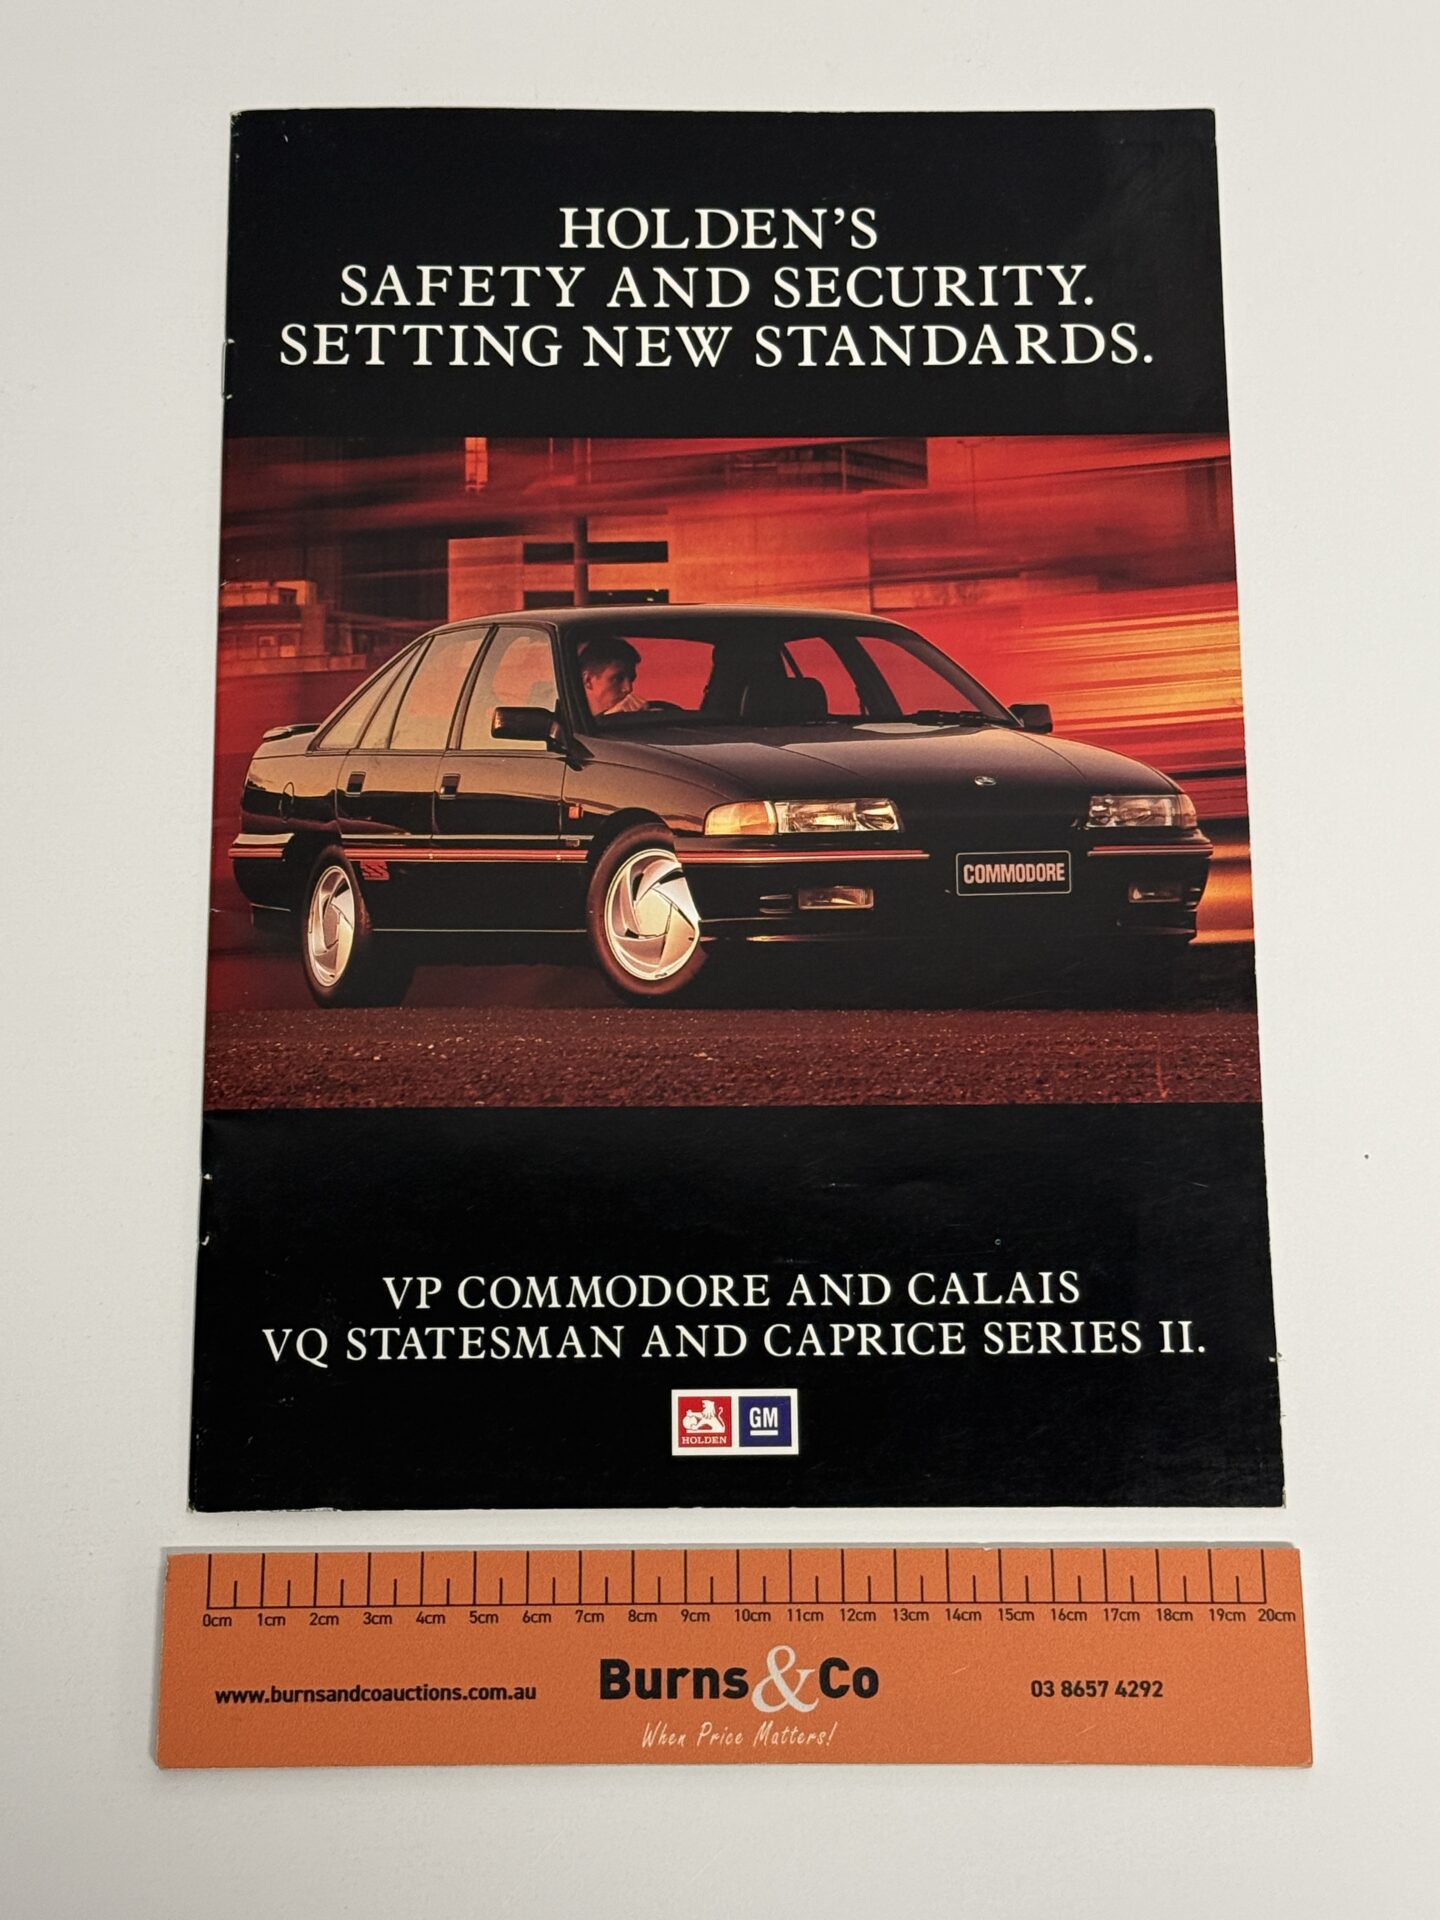 HOLDEN'S
SAFETY AND SECURITY.
SETTING NEW STANDARDS.
SS
COMMODORE
VP COMMODORE AND CALAIS
VQ STATESMAN AND CAPRICE SERIES II.
HOLDEN GM
0cm 1cm 2cm 3cm 4cm 5cm 6cm 7cm 8cm 9cm 10cm 11cm 12cm 13cm 14cm 15cm 16cm 17cm 18cm 19cm 20cm
www.burnsandcoauctions.com.au Burns&Co 03 8657 4292
When Price Matters!